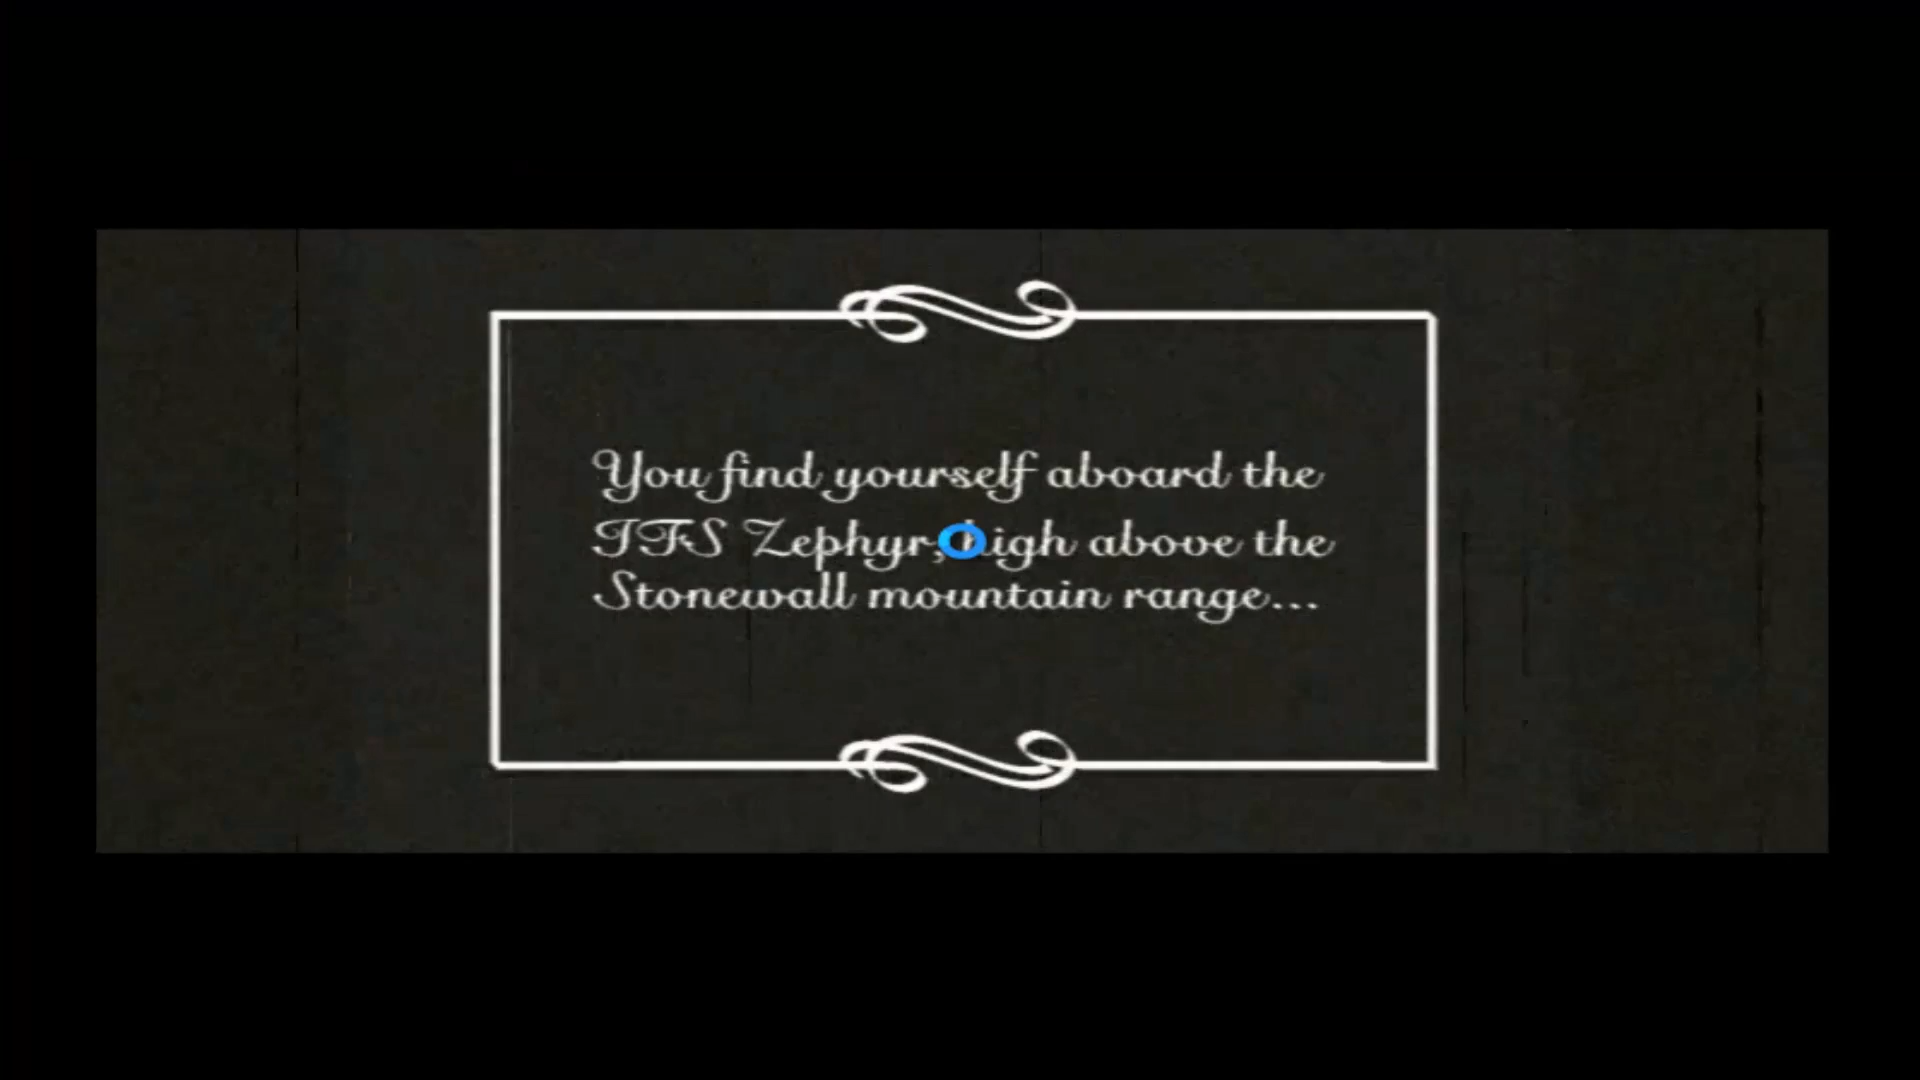 You find yourself aboard the
IFS Zephyr, high above the
Stonewall mountain range...